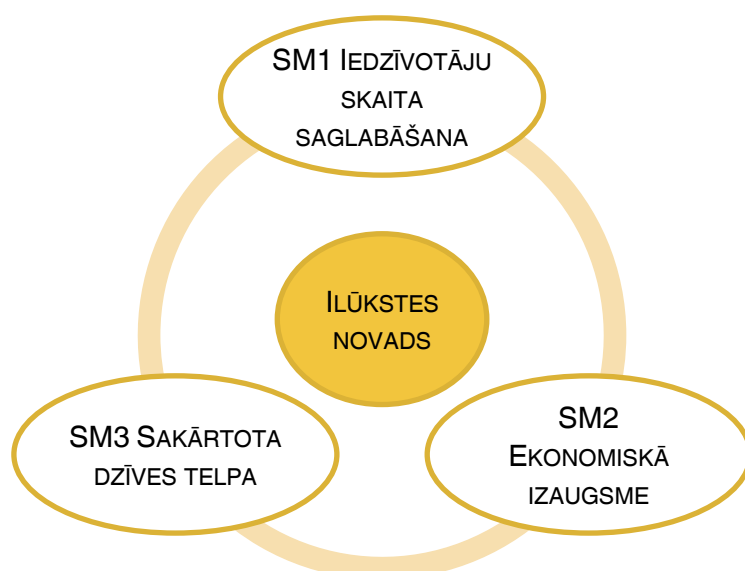 SM1 IEDZĪVOTĀJU
SKAITA
SAGLABĀŠANA
ILŪKSTES
NOVADS
SM3 SAKĀRTOTA
DZĪVES TELPA
SM2
EKONOMISKĀ
IZAUGSME